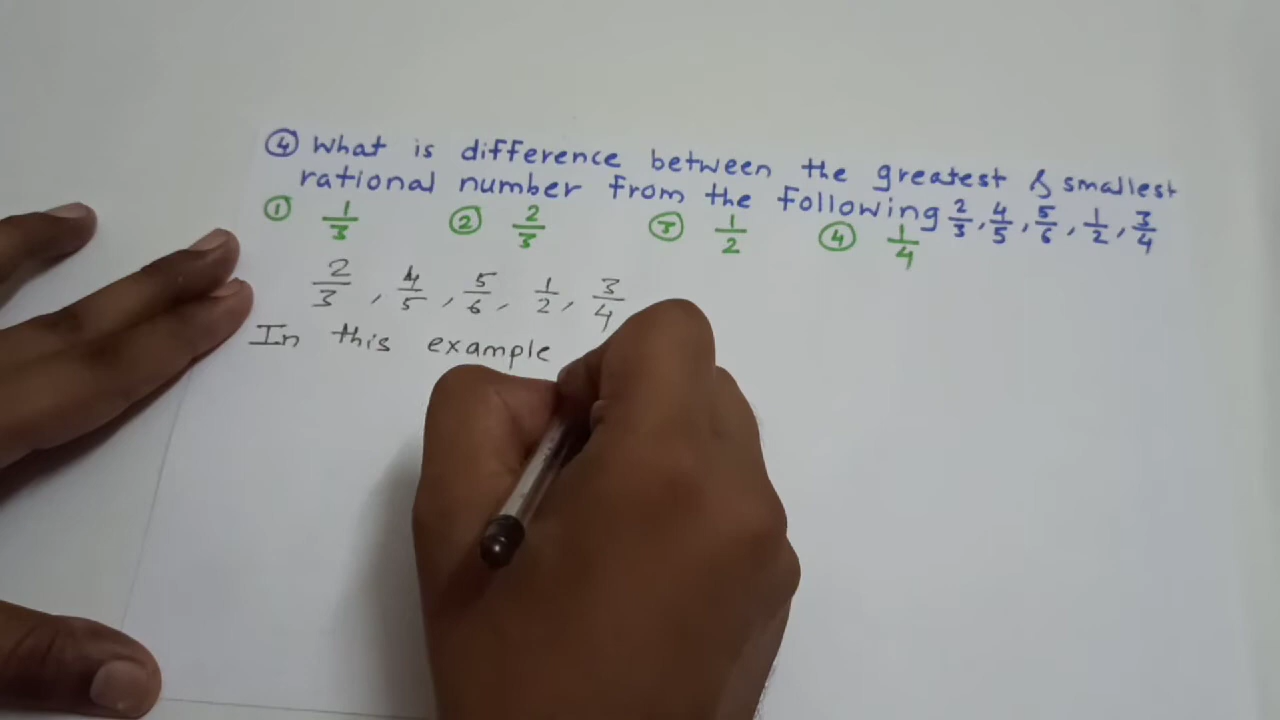 ④ What is difference between the greatest & smallest
rational number from the following 2/3, 4/5, 5/6, 1/2, 3/4
① 1/3 ② 2/3 ③ 1/2 ④ 1/4
2/3, 4/5, 5/6, 1/2, 3/4
In this example